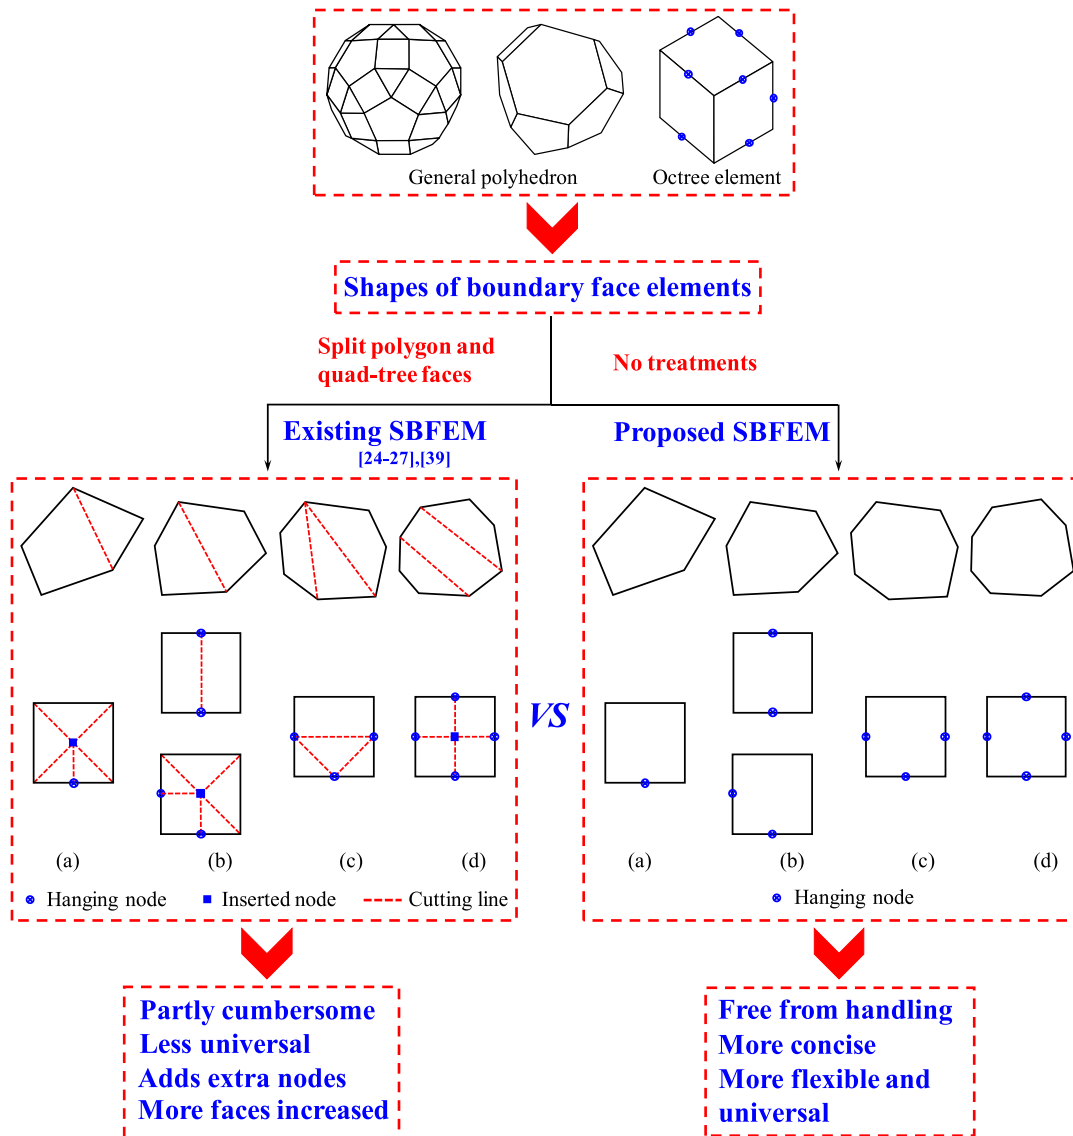 General polyhedron
Octree element
Shapes of boundary face elements
Split polygon and
quad-tree faces
No treatments
Existing SBFEM
[24-27],[39]
Proposed SBFEM
VS
(a)
(b)
(c)
(d)
Hanging node
Inserted node
Cutting line
(a)
(b)
(c)
(d)
Hanging node
Partly cumbersome
Less universal
Adds extra nodes
More faces increased
Free from handling
More concise
More flexible and
universal